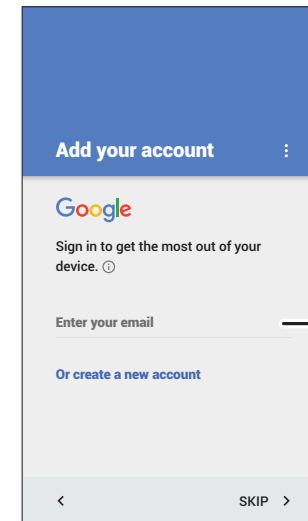 Add your account
Google
Sign in to get the most out of your
device. ⓘ
Enter your email
Or create a new account
< SKIP >